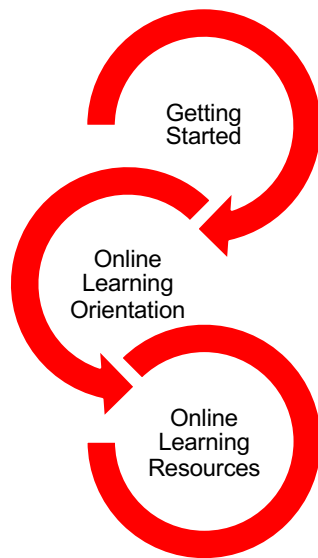 Getting
Started
Online
Learning
Orientation
Online
Learning
Resources